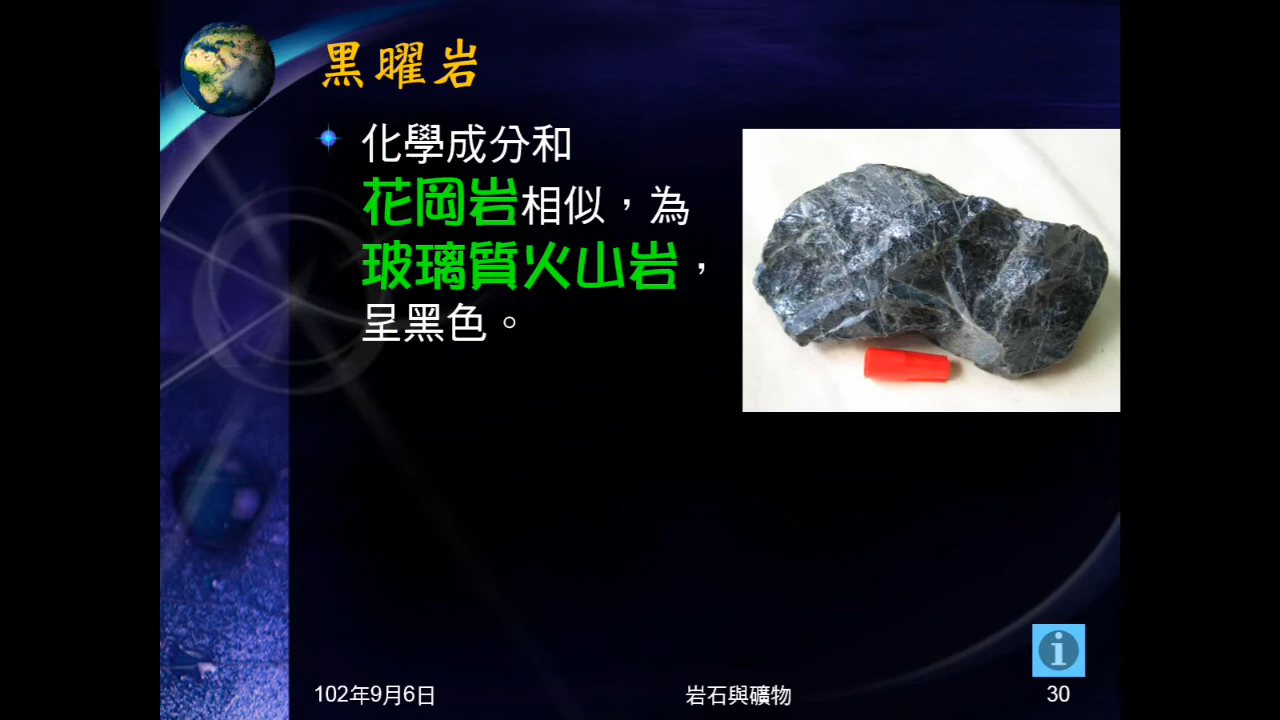 黑曜岩
化學成分和
花岡岩相似，為
玻璃質火山岩，
呈黑色。
102年9月6日
岩石與礦物
30